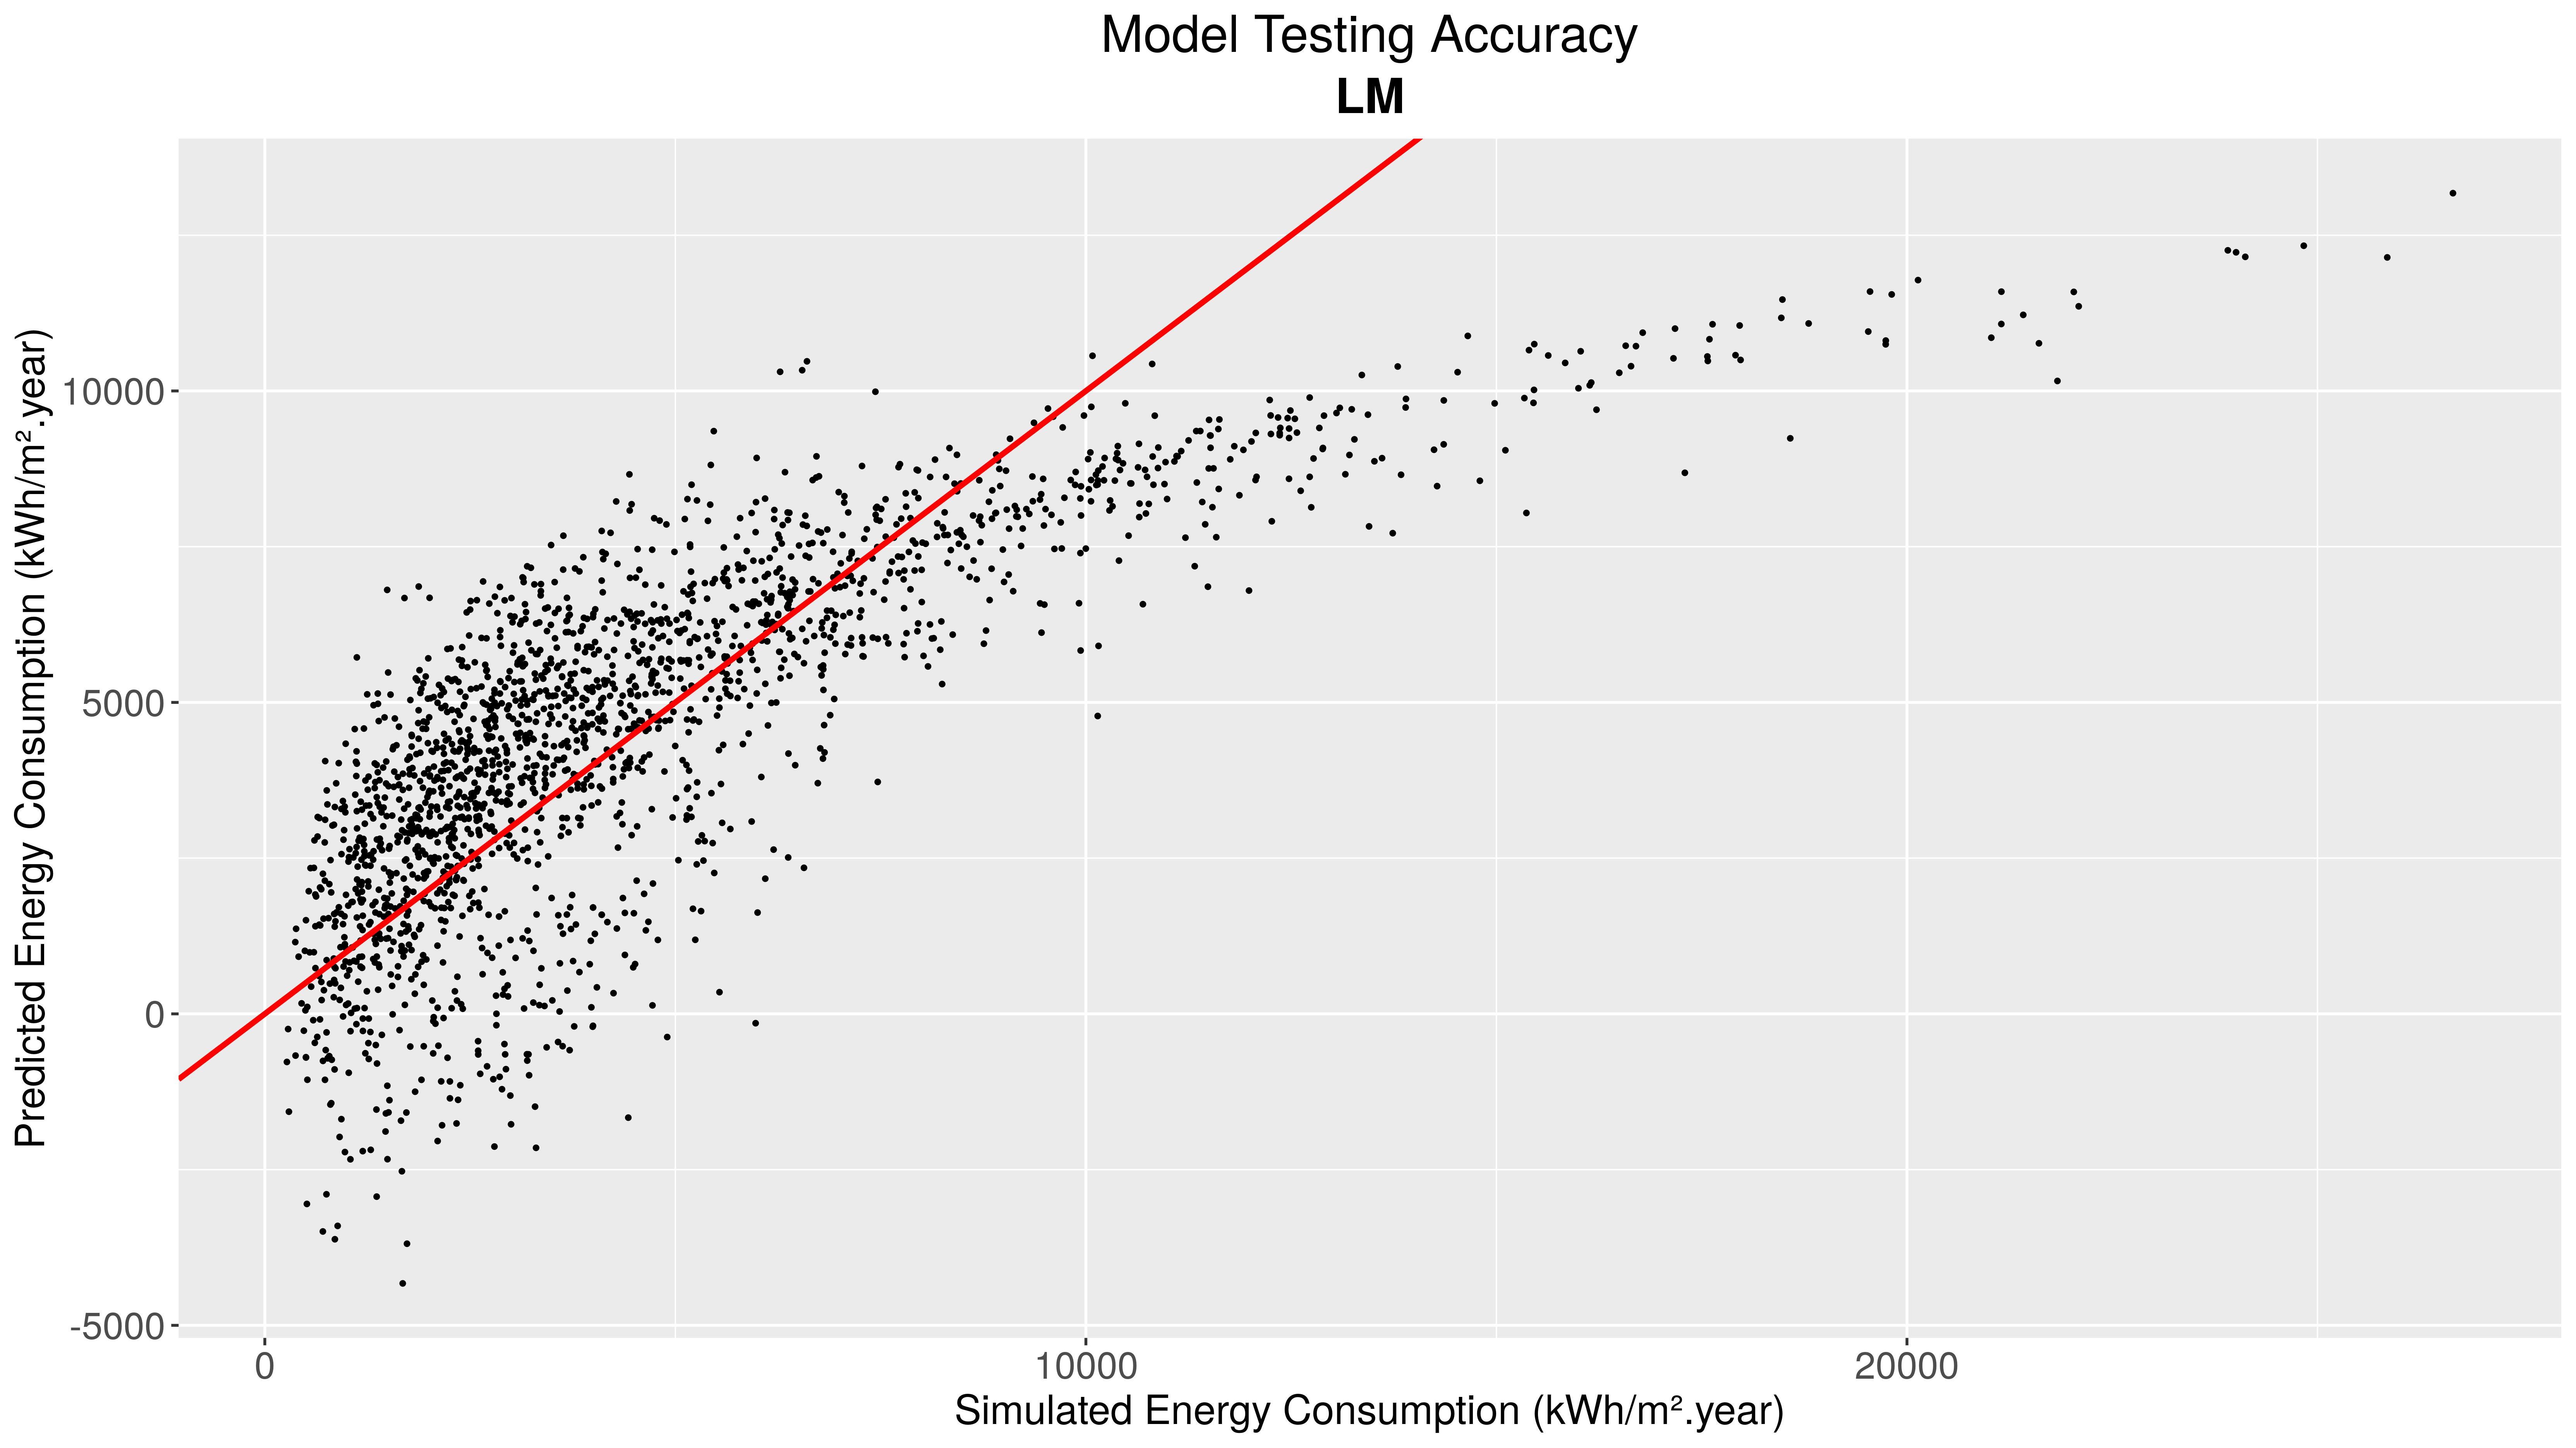 Model Testing Accuracy
LM
Predicted Energy Consumption (kWh/m².year)
10000
5000
0
-5000
0
10000
20000
Simulated Energy Consumption (kWh/m².year)